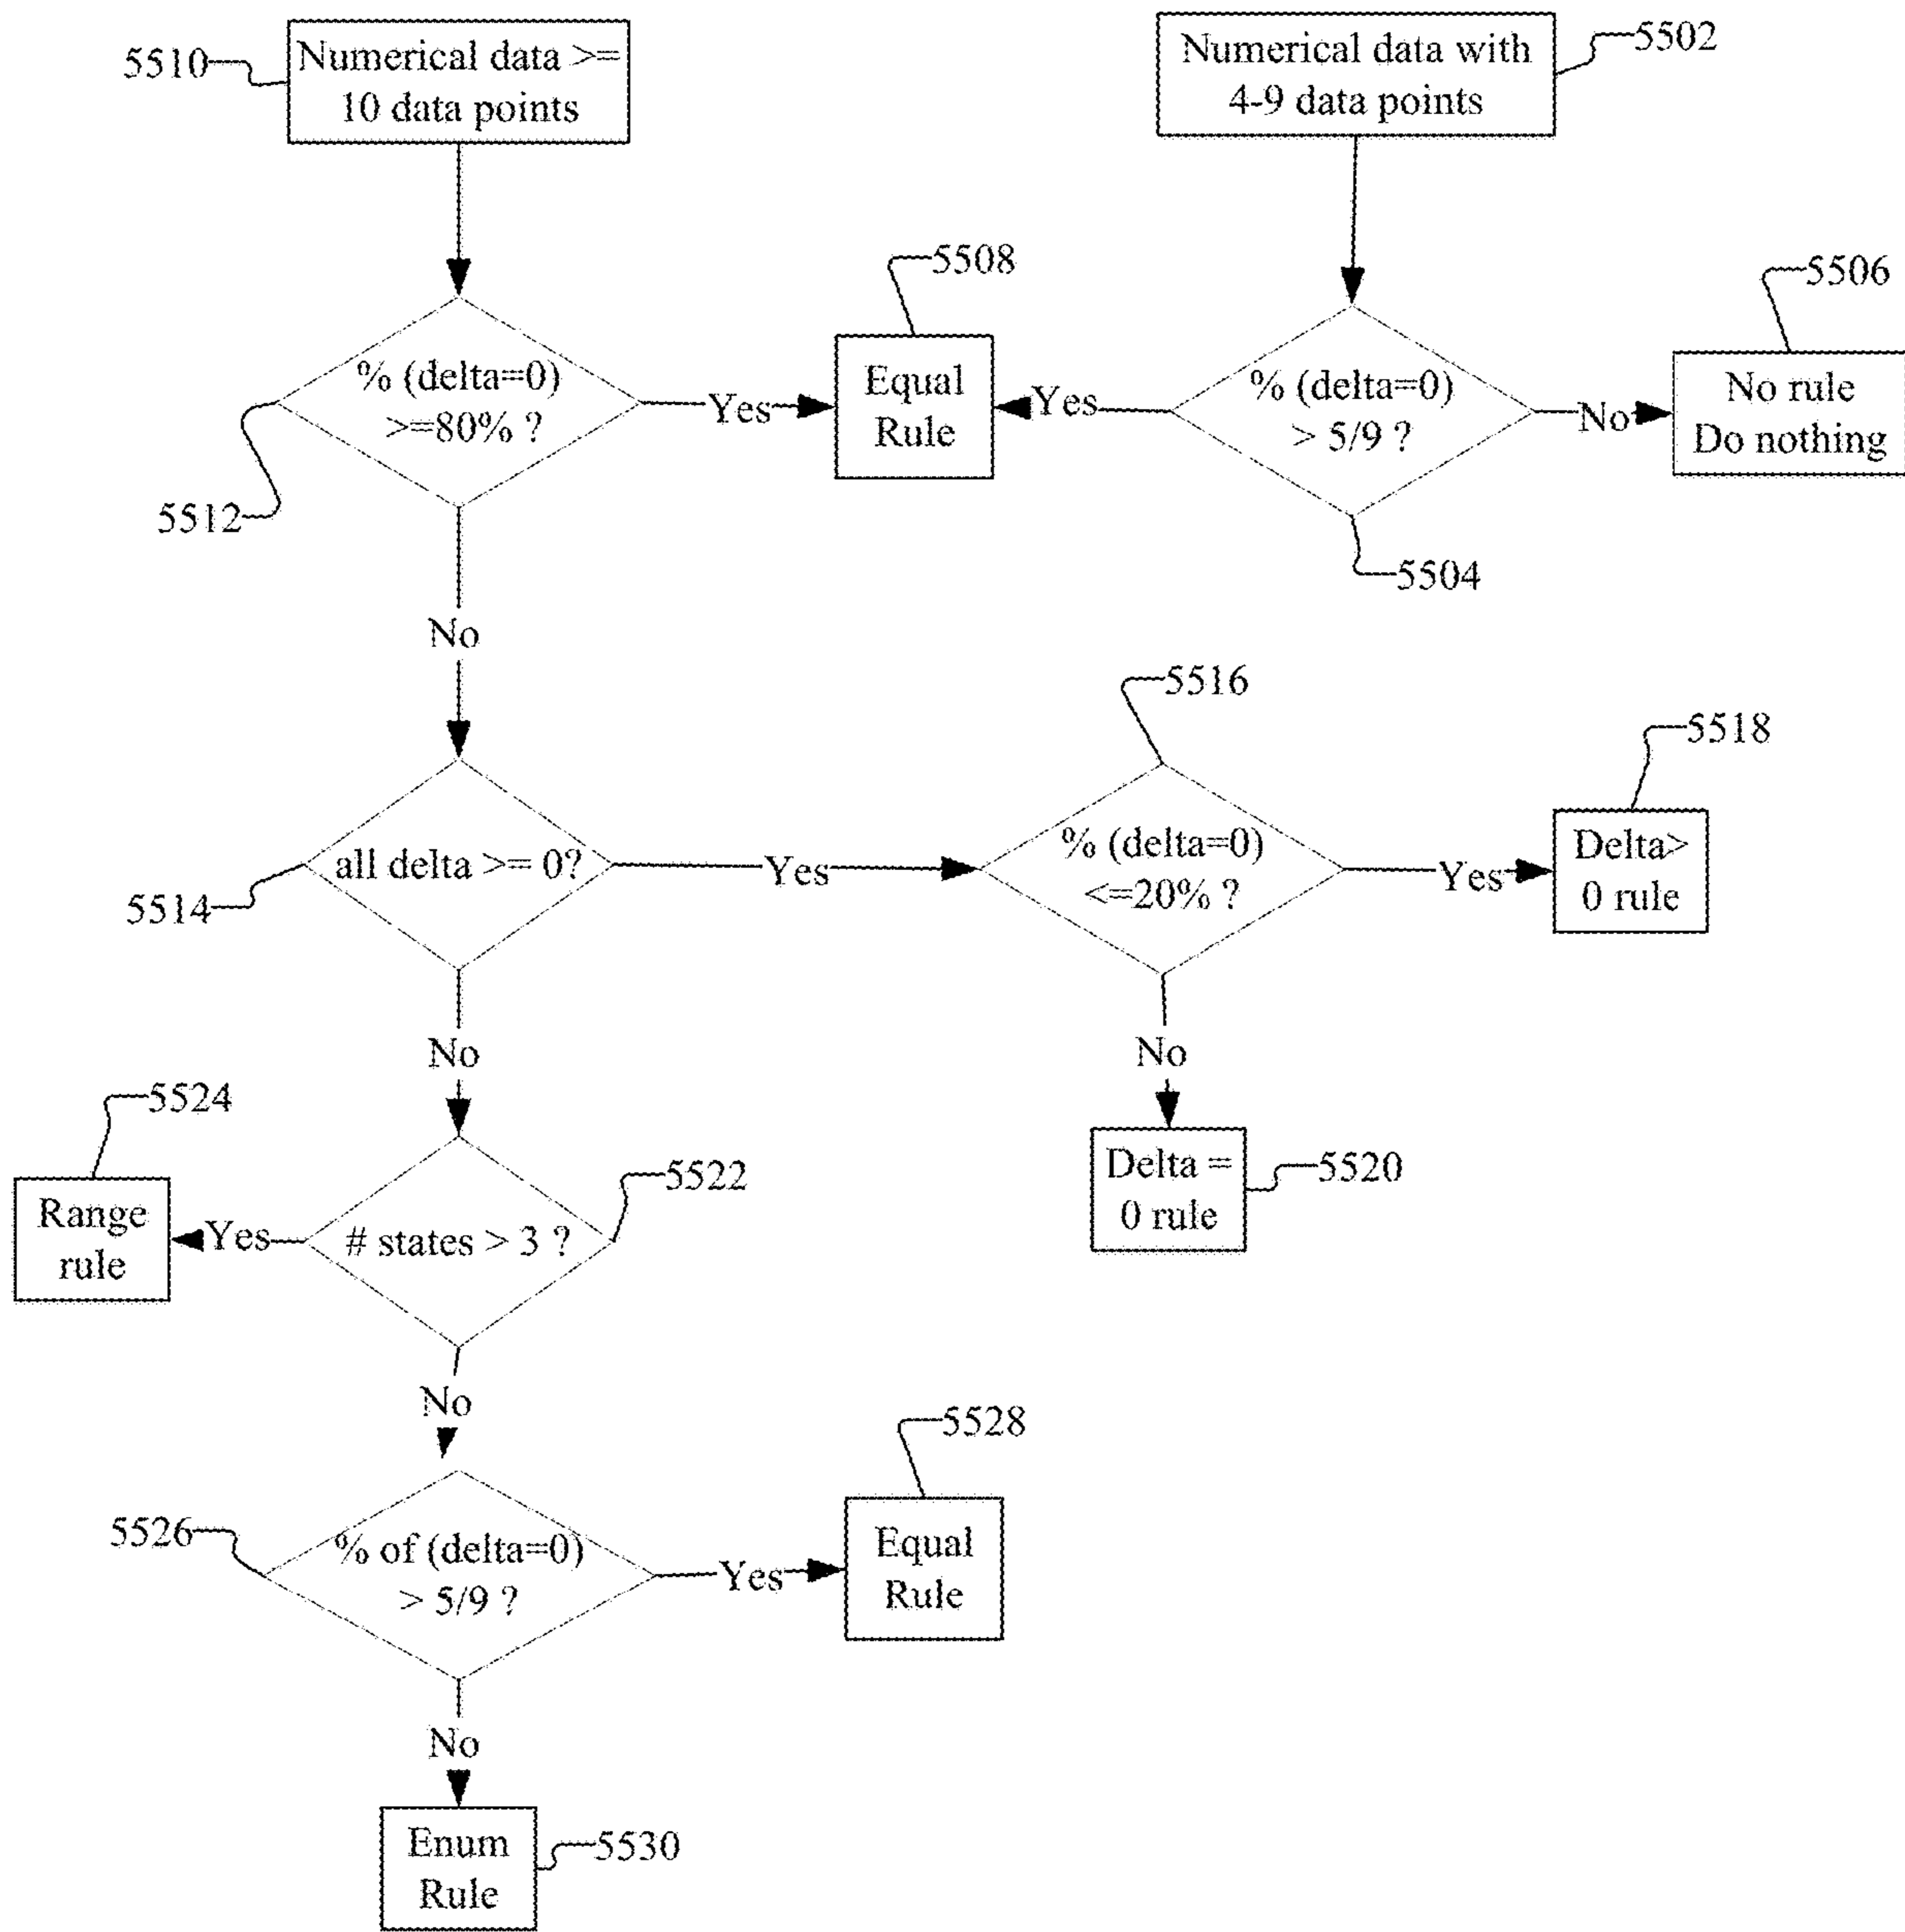 5510
Numerical data >=
10 data points
Numerical data with
4-9 data points
5502
5508
5506
% (delta=0)
>=80% ?
Yes
Equal
Rule
Yes
% (delta=0)
> 5/9 ?
No
No rule
Do nothing
5512
5504
No
5516
5518
all delta >= 0?
Yes
% (delta=0)
<=20% ?
Yes
Delta>
0 rule
5514
No
No
5524
5522
Delta =
0 rule
5520
Range
rule
Yes
# states > 3 ?
No
5528
5526
% of (delta=0)
> 5/9 ?
Yes
Equal
Rule
No
Enum
Rule
5530